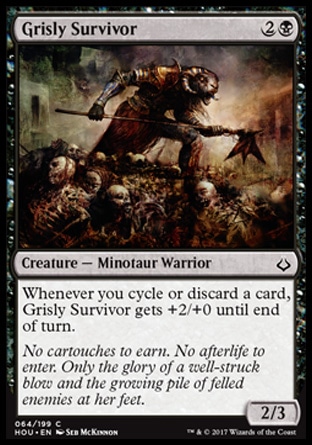 Grisly Survivor 2
Creature — Minotaur Warrior
Whenever you cycle or discard a card,
Grisly Survivor gets +2/+0 until end
of turn.
No cartouches to earn. No afterlife to
enter. Only the glory of a well-struck
blow and the growing pile of felled
enemies at her feet.
2/3
064/199 C
HOU • EN Seb McKinnon
™ & © 2017 Wizards of the Coast